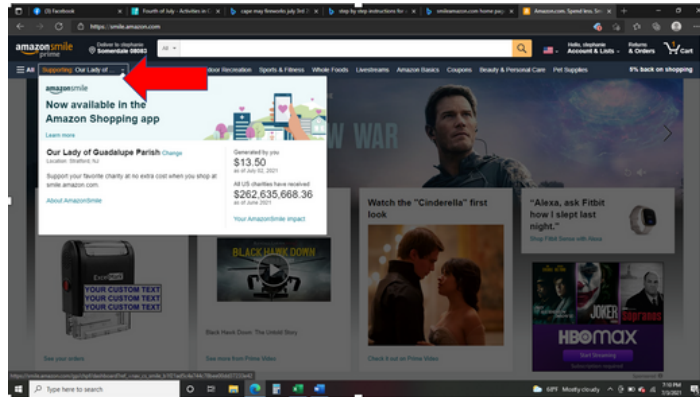 (3) Facebook
Fourth of July - Activities in
cape may fireworks july 3rd
step by step instructions for
smileamazon.com home pag
Amazon.com. Spend less. Sm
https://smile.amazon.com
amazonsmile
prime
Deliver to stephanie
Somerdale 08083
All
Hello, stephanie
Account & Lists
Returns
& Orders
Cart
All
Supporting: Our Lady of ...
door Recreation
Sports & Fitness
Whole Foods
Livestreams
Amazon Basics
Coupons
Beauty & Personal Care
Pet Supplies
5% back on shopping
amazonsmile
Now available in the
Amazon Shopping app
Learn more
Our Lady of Guadalupe Parish Change
Location: Stratford, NJ
Support your favorite charity at no extra cost when you shop at
smile.amazon.com.
About AmazonSmile
Generated by you
$13.50
as of July 02, 2021
All US charities have received
$262,635,668.36
as of June 2021
Your AmazonSmile impact
W WAR
ExcelMark
YOUR CUSTOM TEXT
YOUR CUSTOM TEXT
YOUR CUSTOM TEXT
See your orders
BLACK HAWK DOWN
Black Hawk Down: The Untold Story
See more from Prime Video
Watch the "Cinderella" first
look
Check it out on Prime Video
"Alexa, ask Fitbit
how I slept last
night."
Shop Fitbit Sense with Alexa
JOKER
Sopranos
HBOMAX
Start Streaming
Subscription required
Sponsored
Type here to search
68°F Mostly cloudy
7:10 PM
7/3/2021